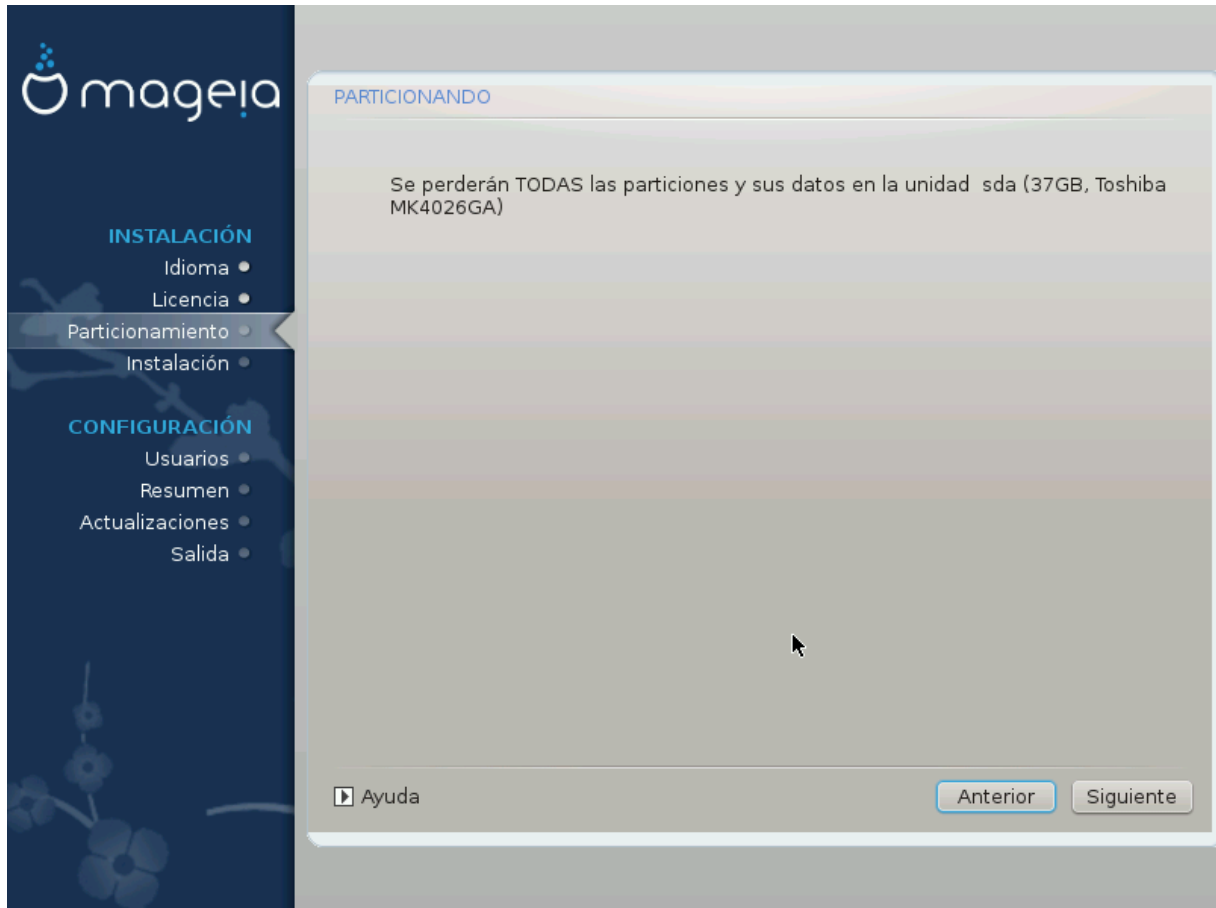 mageia
INSTALACIÓN
Idioma
Licencia
Particionamiento
Instalación
CONFIGURACIÓN
Usuarios
Resumen
Actualizaciones
Salida
PARTICIONANDO
Se perderán TODAS las particiones y sus datos en la unidad  sda (37GB, Toshiba
MK4026GA)
Ayuda
Anterior
Siguiente